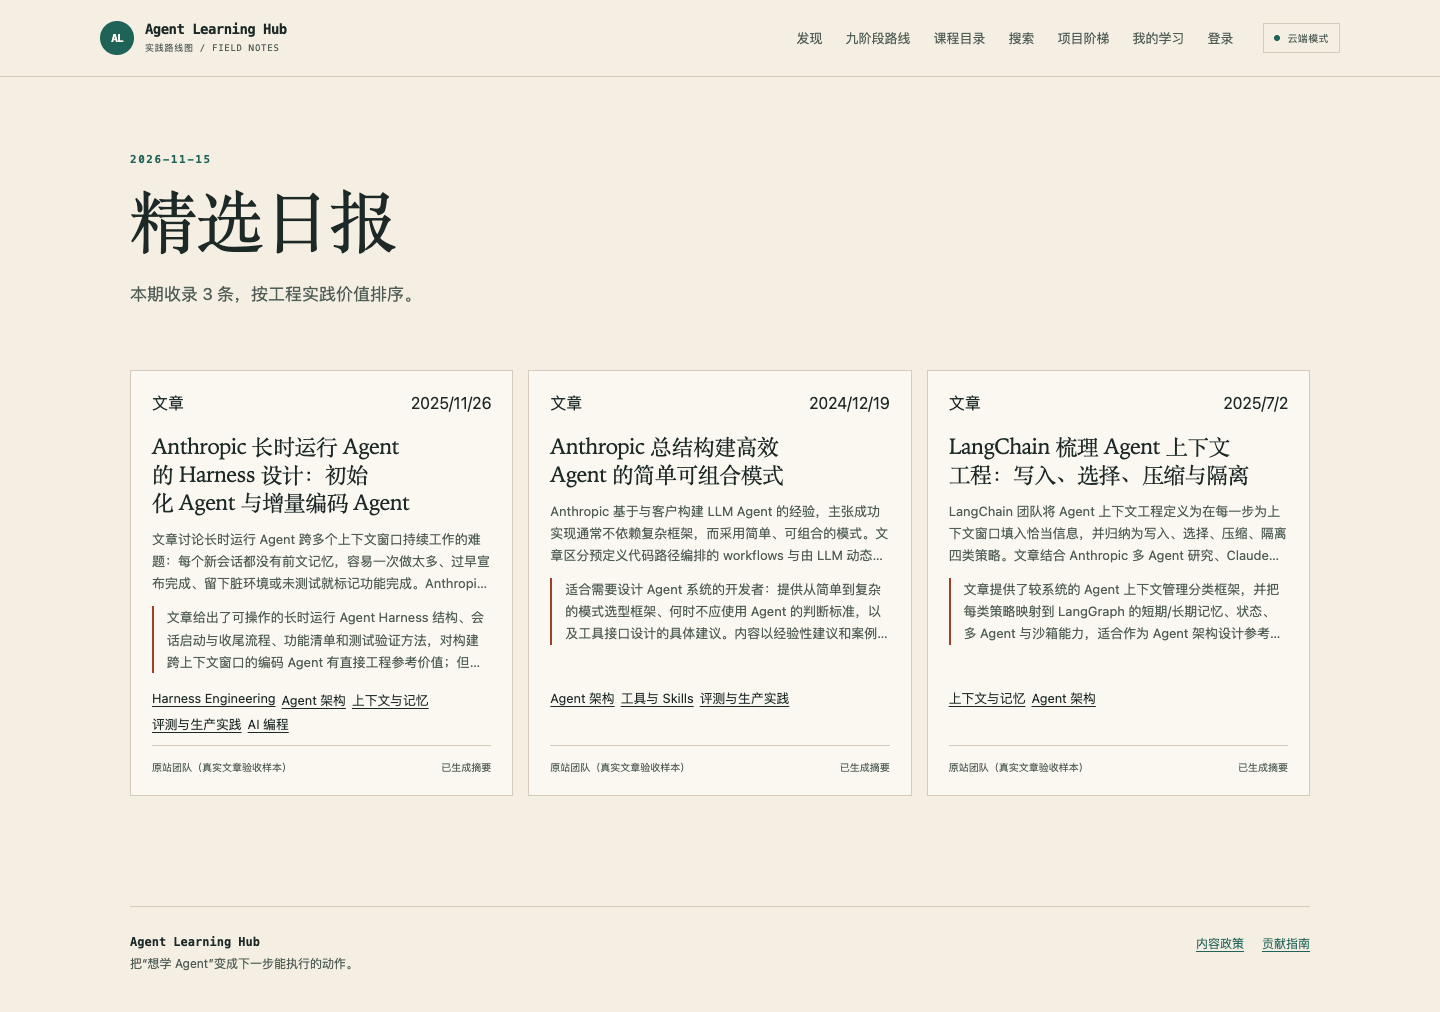 AL
Agent Learning Hub
实践路线图 / FIELD NOTES
发现 九阶段路线 课程目录 搜索 项目阶梯 我的学习 登录 云端模式
2026-11-15
精选日报
本期收录 3 条，按工程实践价值排序。
文章 2025/11/26
Anthropic 长时运行 Agent
的 Harness 设计：初始
化 Agent 与增量编码 Agent
文章讨论长时运行 Agent 跨多个上下文窗口持续工作的难
题：每个新会话都没有前文记忆，容易一次做太多、过早宣
布完成、留下脏环境或未测试就标记功能完成。Anthropi…
文章给出了可操作的长时运行 Agent Harness 结构、会
话启动与收尾流程、功能清单和测试验证方法，对构建
跨上下文窗口的编码 Agent 有直接工程参考价值；但…
Harness Engineering Agent 架构 上下文与记忆
评测与生产实践 AI 编程
原站团队（真实文章验收样本） 已生成摘要
文章 2024/12/19
Anthropic 总结构建高效
Agent 的简单可组合模式
Anthropic 基于与客户构建 LLM Agent 的经验，主张成功
实现通常不依赖复杂框架，而采用简单、可组合的模式。文
章区分预定义代码路径编排的 workflows 与由 LLM 动态…
适合需要设计 Agent 系统的开发者：提供从简单到复杂
的模式选型框架、何时不应使用 Agent 的判断标准，以
及工具接口设计的具体建议。内容以经验性建议和案例…
Agent 架构 工具与 Skills 评测与生产实践
原站团队（真实文章验收样本） 已生成摘要
文章 2025/7/2
LangChain 梳理 Agent 上下文
工程：写入、选择、压缩与隔离
LangChain 团队将 Agent 上下文工程定义为在每一步为上
下文窗口填入恰当信息，并归纳为写入、选择、压缩、隔离
四类策略。文章结合 Anthropic 多 Agent 研究、Claude…
文章提供了较系统的 Agent 上下文管理分类框架，并把
每类策略映射到 LangGraph 的短期/长期记忆、状态、
多 Agent 与沙箱能力，适合作为 Agent 架构设计参考…
上下文与记忆 Agent 架构
原站团队（真实文章验收样本） 已生成摘要
Agent Learning Hub
把“想学 Agent”变成下一步能执行的动作。
内容政策 贡献指南